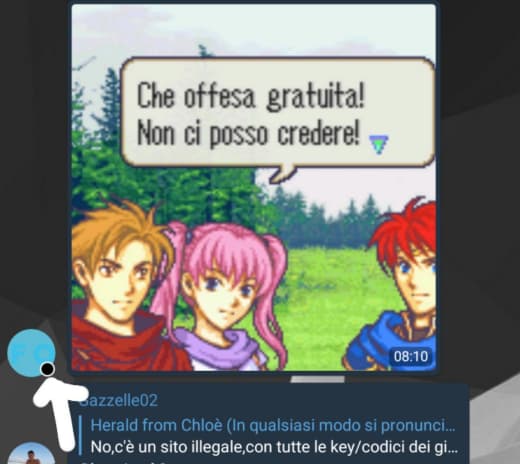 Che offesa gratuita!
Non ci posso credere!
08:10
Gazzelle02
Herald from Chloè (In qualsiasi modo si pronunci...
No,c'è un sito illegale,con tutte le key/codici dei gi...